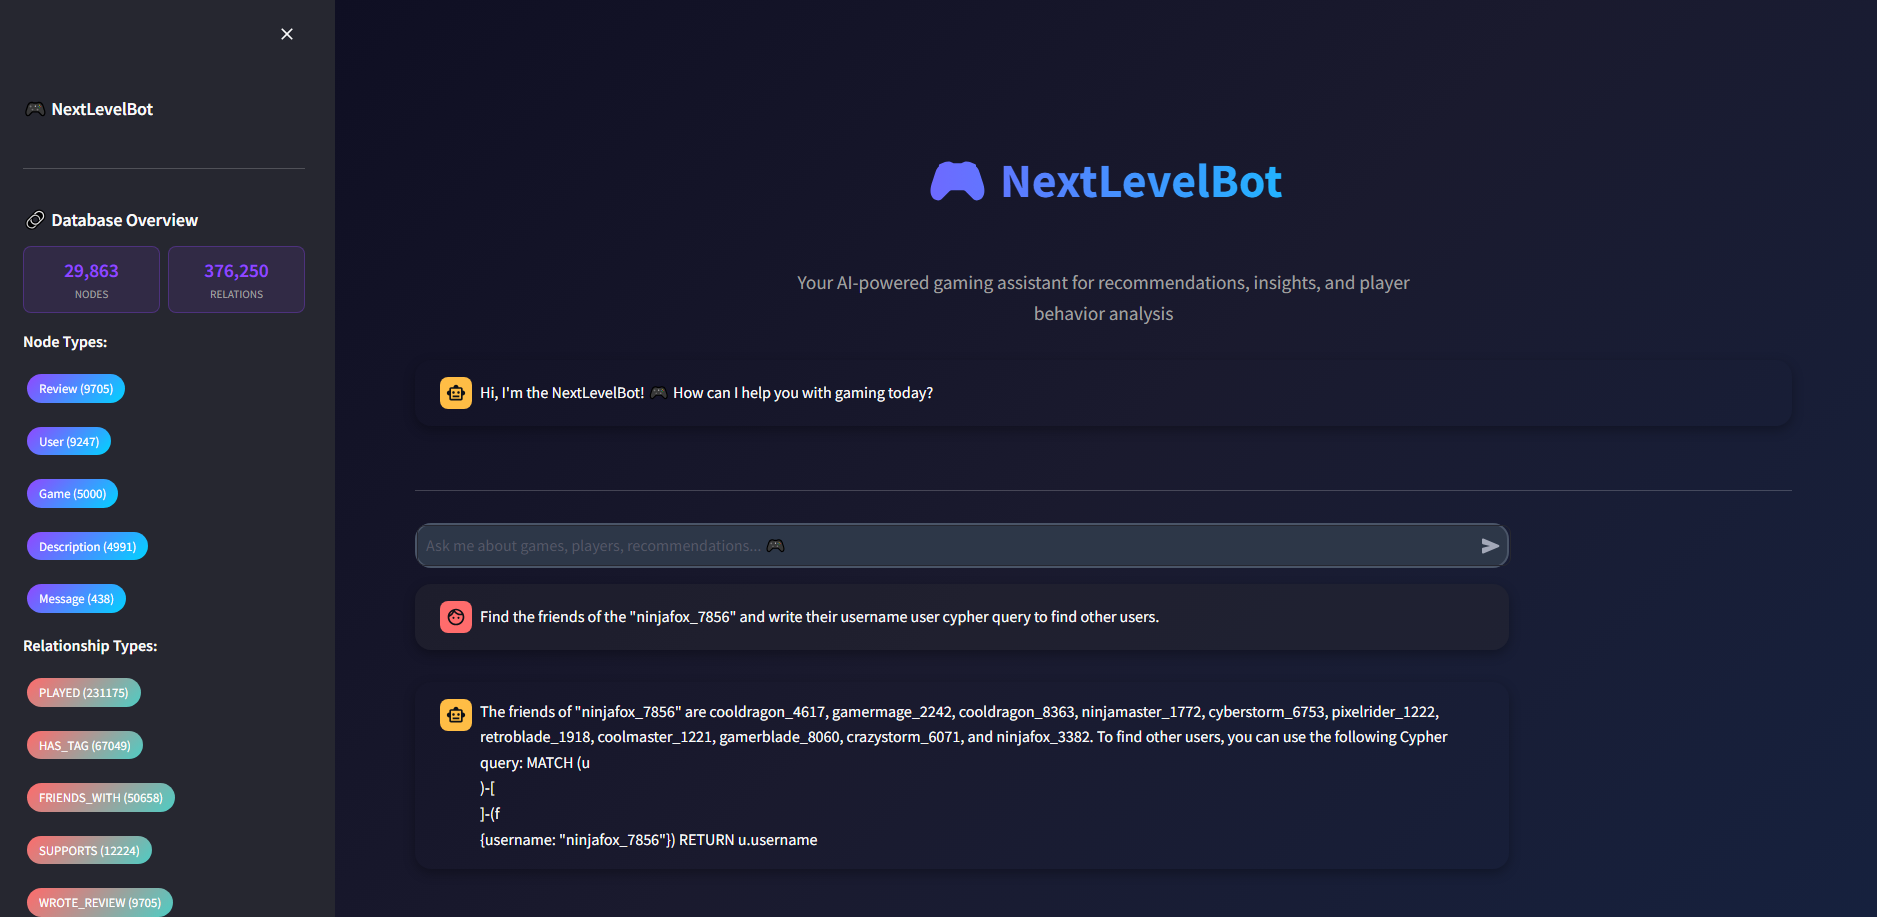 NextLevelBot
Database Overview
29,863
NODES
376,250
RELATIONS
Node Types:
Review (9705)
User (9247)
Game (5000)
Description (4991)
Message (438)
Relationship Types:
PLAYED (231175)
HAS_TAG (67049)
FRIENDS_WITH (50658)
SUPPORTS (12224)
WROTE_REVIEW (9705)
NextLevelBot
Your AI-powered gaming assistant for recommendations, insights, and player
behavior analysis
Hi, I'm the NextLevelBot! 🎮 How can I help you with gaming today?
Ask me about games, players, recommendations... 🎮
Find the friends of the "ninjafox_7856" and write their username user cypher query to find other users.
The friends of "ninjafox_7856" are cooldragon_4617, gamermage_2242, cooldragon_8363, ninjamaster_1772, cyberstorm_6753, pixelrider_1222,
retroblade_1918, coolmaster_1221, gamerblade_8060, crazystorm_6071, and ninjafox_3382. To find other users, you can use the following Cypher
query: MATCH (u
)-[
]-(f
{username: "ninjafox_7856"}) RETURN u.username